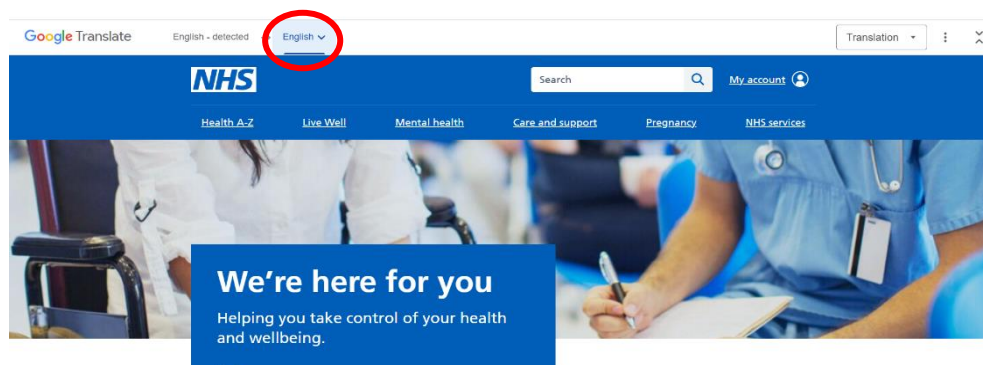 Google Translate English - detected English Translation
NHS Search My account
Health A-Z Live Well Mental health Care and support Pregnancy NHS services
We're here for you
Helping you take control of your health
and wellbeing.